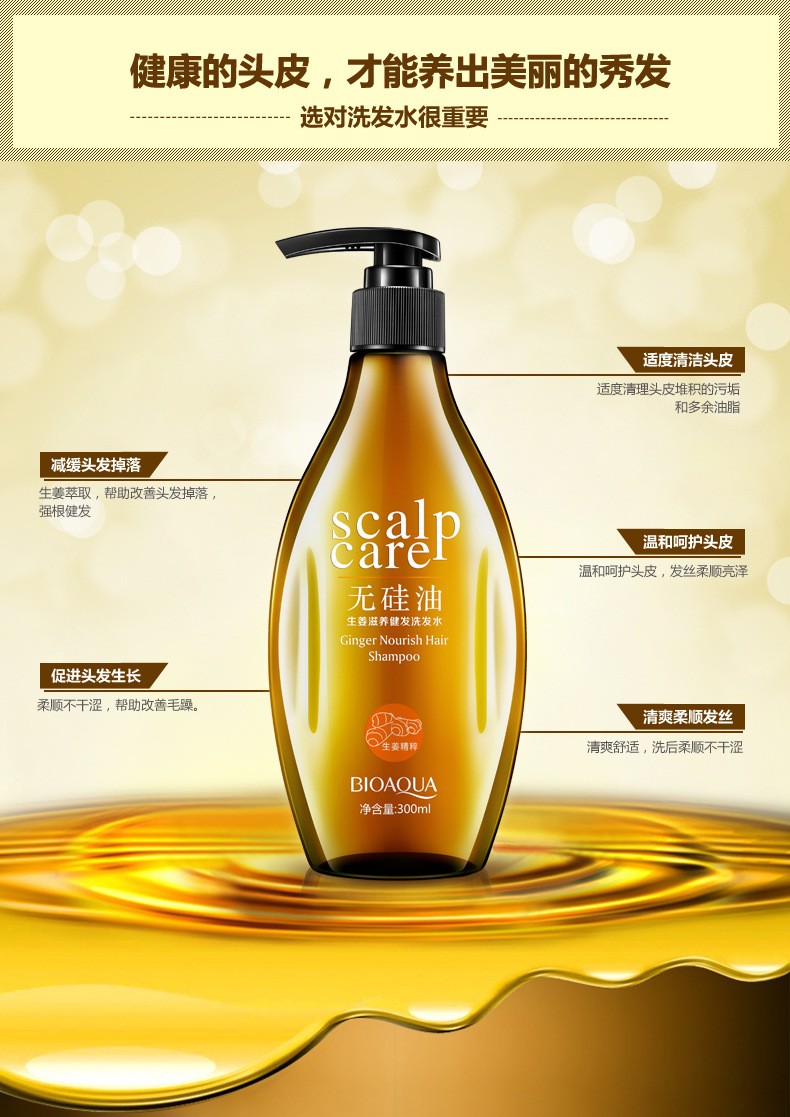 健康的头皮，才能养出美丽的秀发
选对洗发水很重要
适度清洁头皮
适度清理头皮堆积的污垢
和多余油脂
减缓头发掉落
生姜萃取，帮助改善头发掉落，
强根健发
温和呵护头皮
温和呵护头皮，发丝柔顺亮泽
促进头发生长
柔顺不干涩，帮助改善毛躁。
清爽柔顺发丝
清爽舒适，洗后柔顺不干涩
scalp
care
无硅油
生姜滋养健发洗发水
Ginger Nourish Hair
Shampoo
生姜精粹
BIOAQUA
净含量:300ml